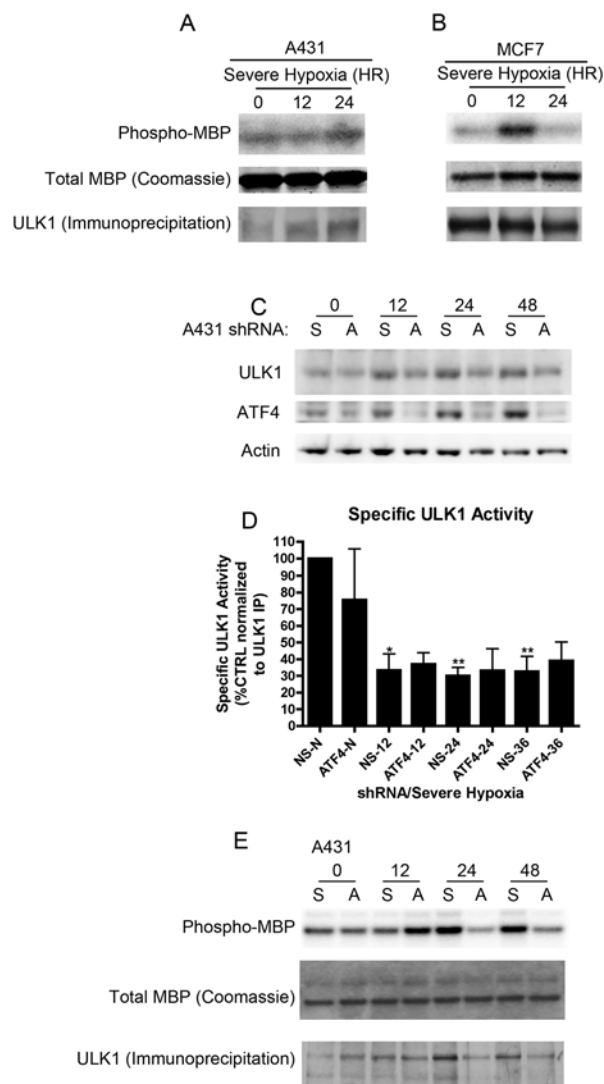 A
A431
Severe Hypoxia (HR)
0 12 24
B
MCF7
Severe Hypoxia (HR)
0 12 24
Phospho-MBP
Total MBP (Coomassie)
ULK1 (Immunoprecipitation)
C
0 12 24 48
A431 shRNA: S A S A S A S A
ULK1
ATF4
Actin
D
Specific ULK1 Activity
Specific ULK1 Activity
(%CTRL normalized
to ULK1 IP)
110
100
90
80
70
60
50
40
30
20
10
0
* ** **
NS-N ATF4-N NS-12 ATF4-12 NS-24 ATF4-24 NS-36 ATF4-36
shRNA/Severe Hypoxia
E
A431
0 12 24 48
S A S A S A S A
Phospho-MBP
Total MBP (Coomassie)
ULK1 (Immunoprecipitation)